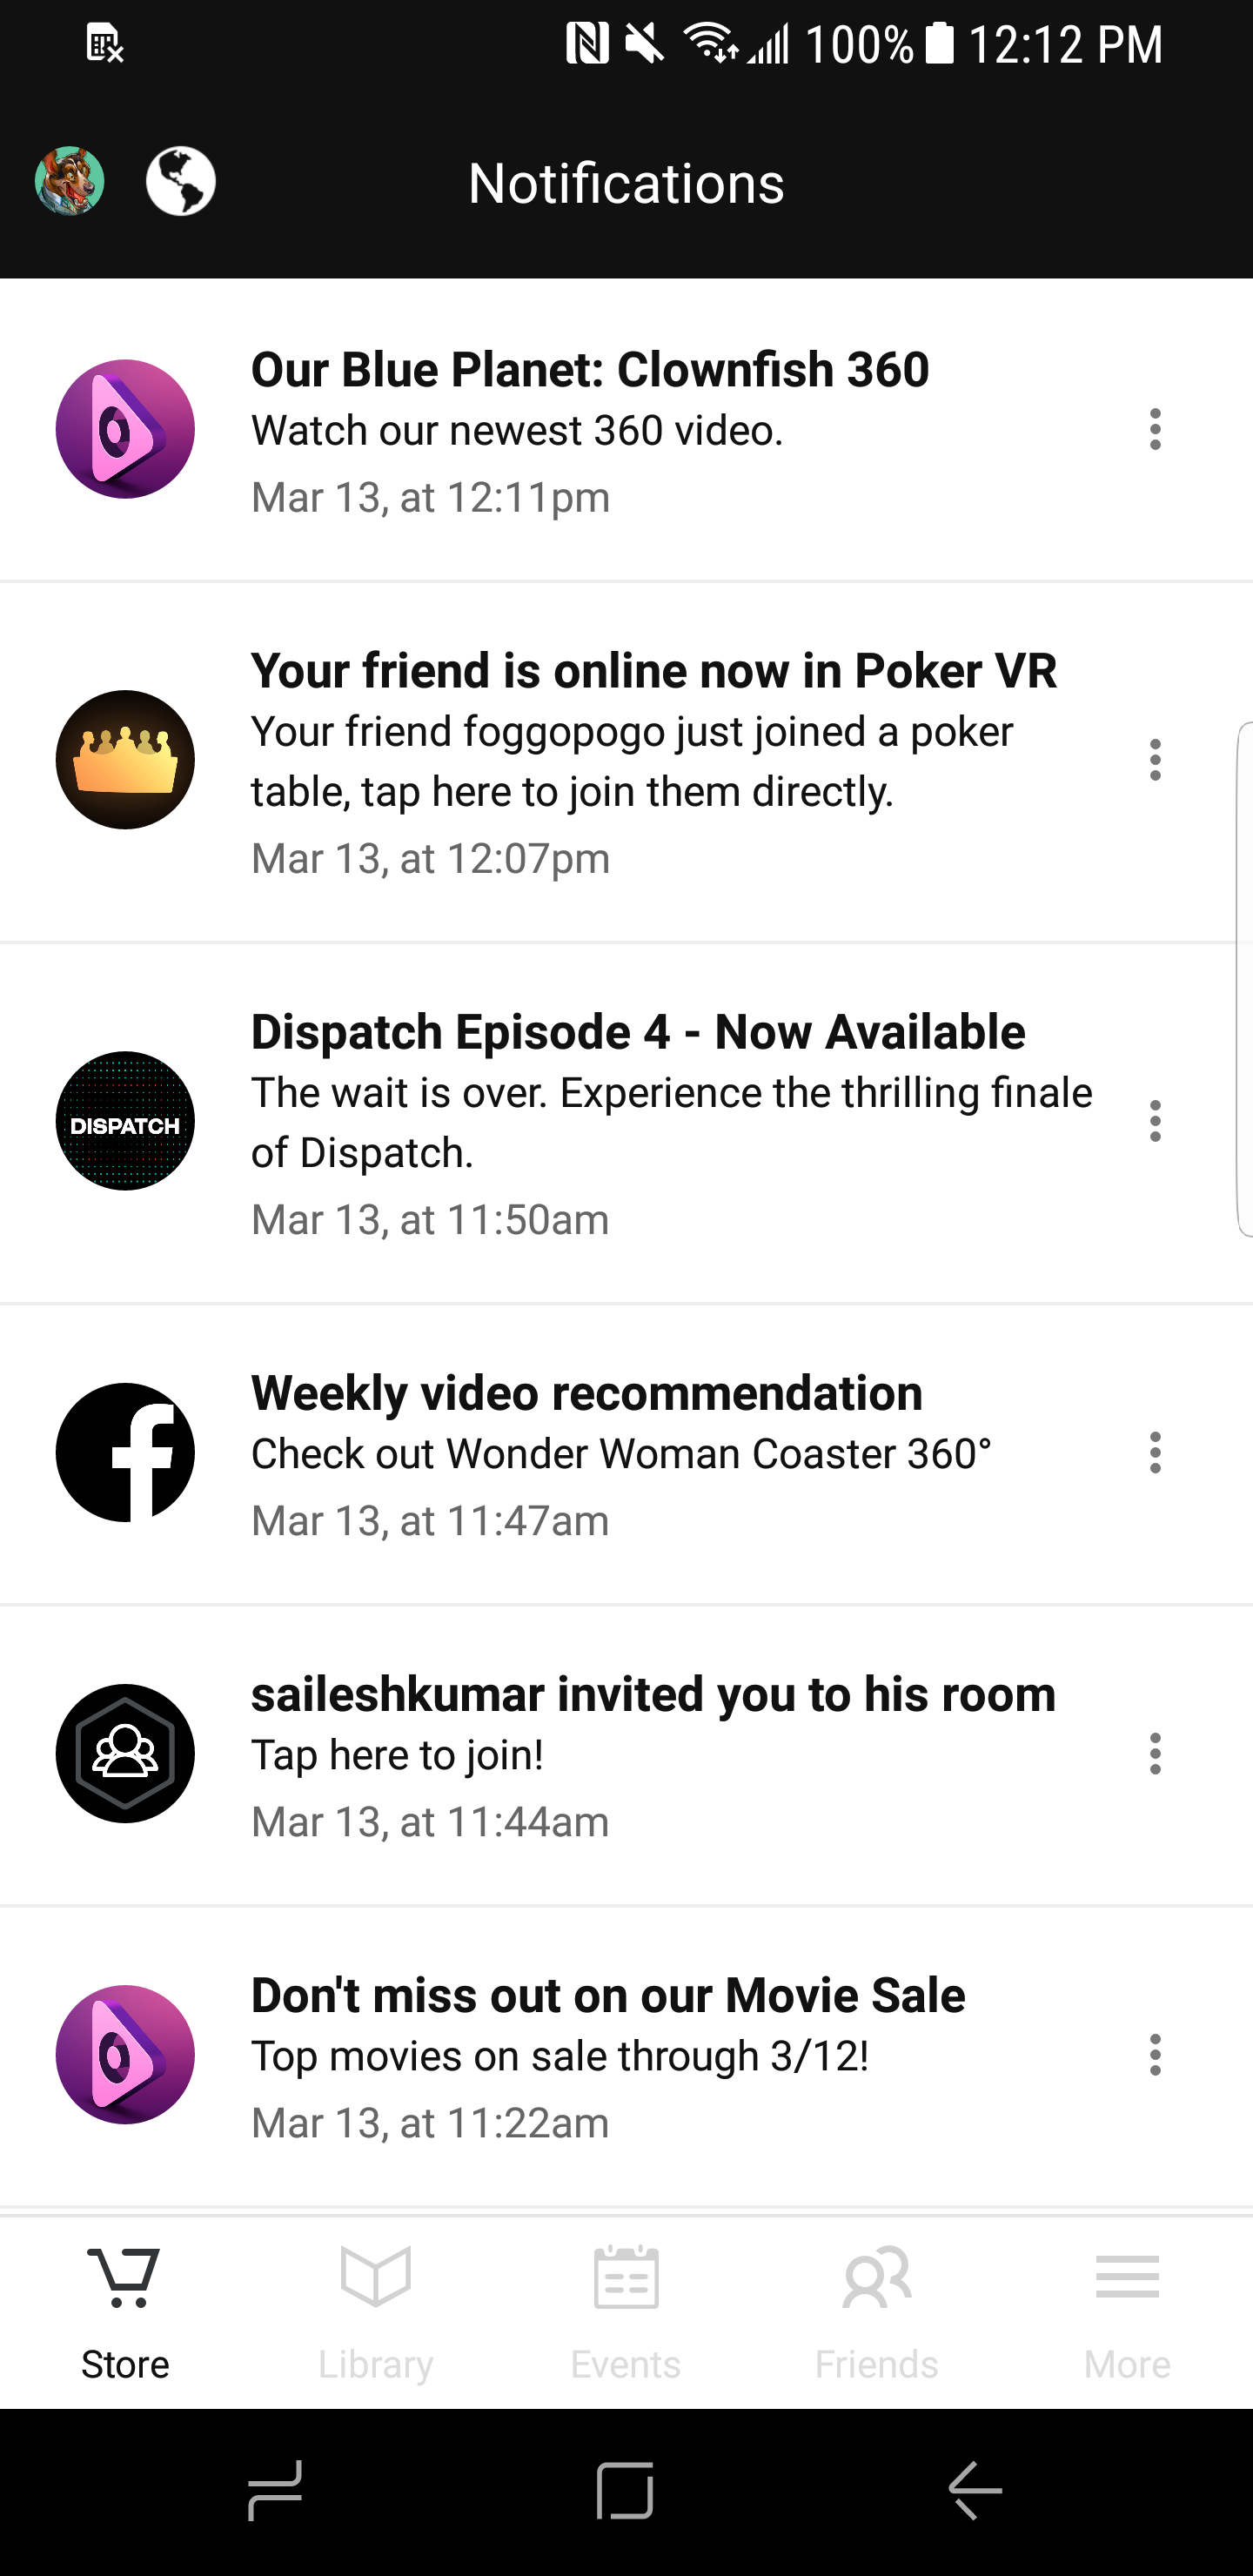 100% 12:12 PM
Notifications
Our Blue Planet: Clownfish 360
Watch our newest 360 video.
Mar 13, at 12:11pm
Your friend is online now in Poker VR
Your friend foggopogo just joined a poker
table, tap here to join them directly.
Mar 13, at 12:07pm
DISPATCH
Dispatch Episode 4 - Now Available
The wait is over. Experience the thrilling finale
of Dispatch.
Mar 13, at 11:50am
Weekly video recommendation
Check out Wonder Woman Coaster 360°
Mar 13, at 11:47am
saileshkumar invited you to his room
Tap here to join!
Mar 13, at 11:44am
Don't miss out on our Movie Sale
Top movies on sale through 3/12!
Mar 13, at 11:22am
Store Library Events Friends More